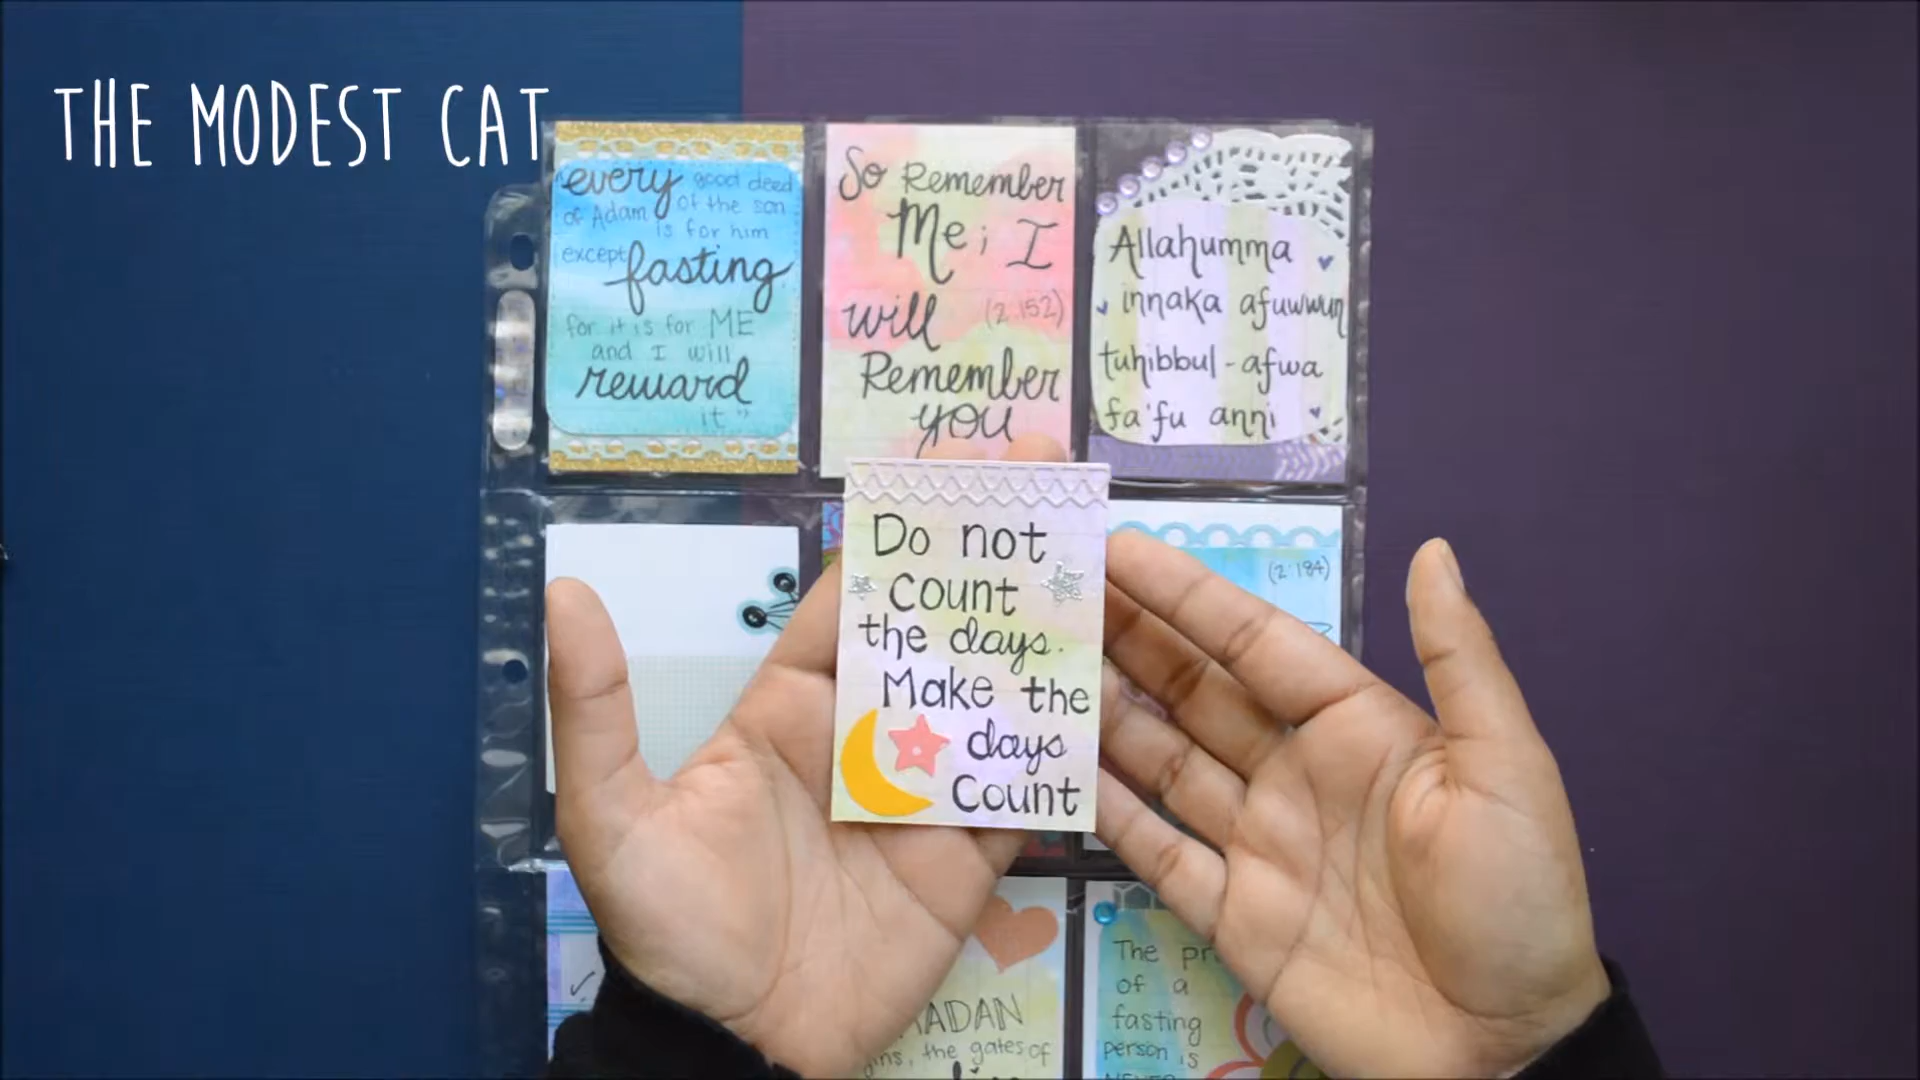 THE MODEST CAT
every good deed
of Adam of the son
is for him
except fasting
for it is for ME
and I will
reward
it"
So Remember
Me; I
will (2:152)
Remember
you
Allahumma
innaka afuwwun
tuhibbul-afwa
fa'fu anni
Do not
Count
the days.
Make the
days
Count
(2:184)
the gates of
The
of a
fasting
person is